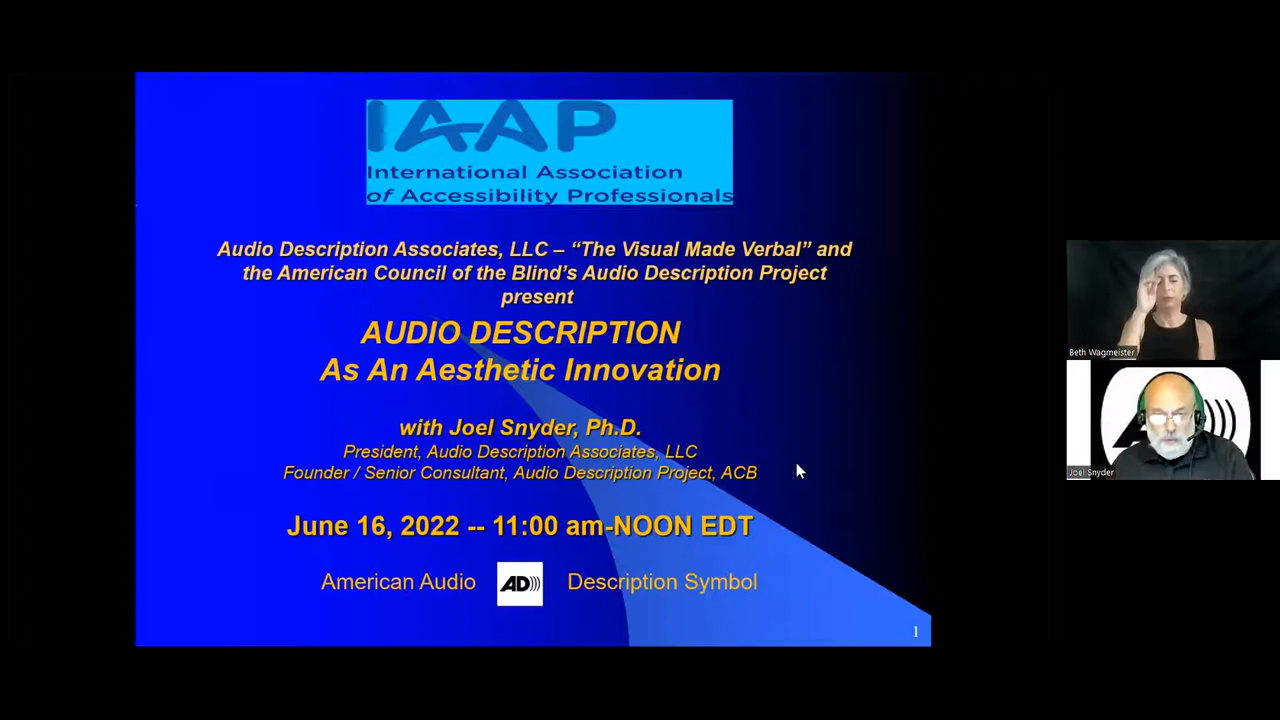 IAAP
International Association
of Accessibility Professionals
Audio Description Associates, LLC – “The Visual Made Verbal” and
the American Council of the Blind’s Audio Description Project
present
AUDIO DESCRIPTION
As An Aesthetic Innovation
with Joel Snyder, Ph.D.
President, Audio Description Associates, LLC
Founder / Senior Consultant, Audio Description Project, ACB
June 16, 2022 -- 11:00 am-NOON EDT
American Audio AD Description Symbol
1
Beth Wagmeister
Joel Snyder